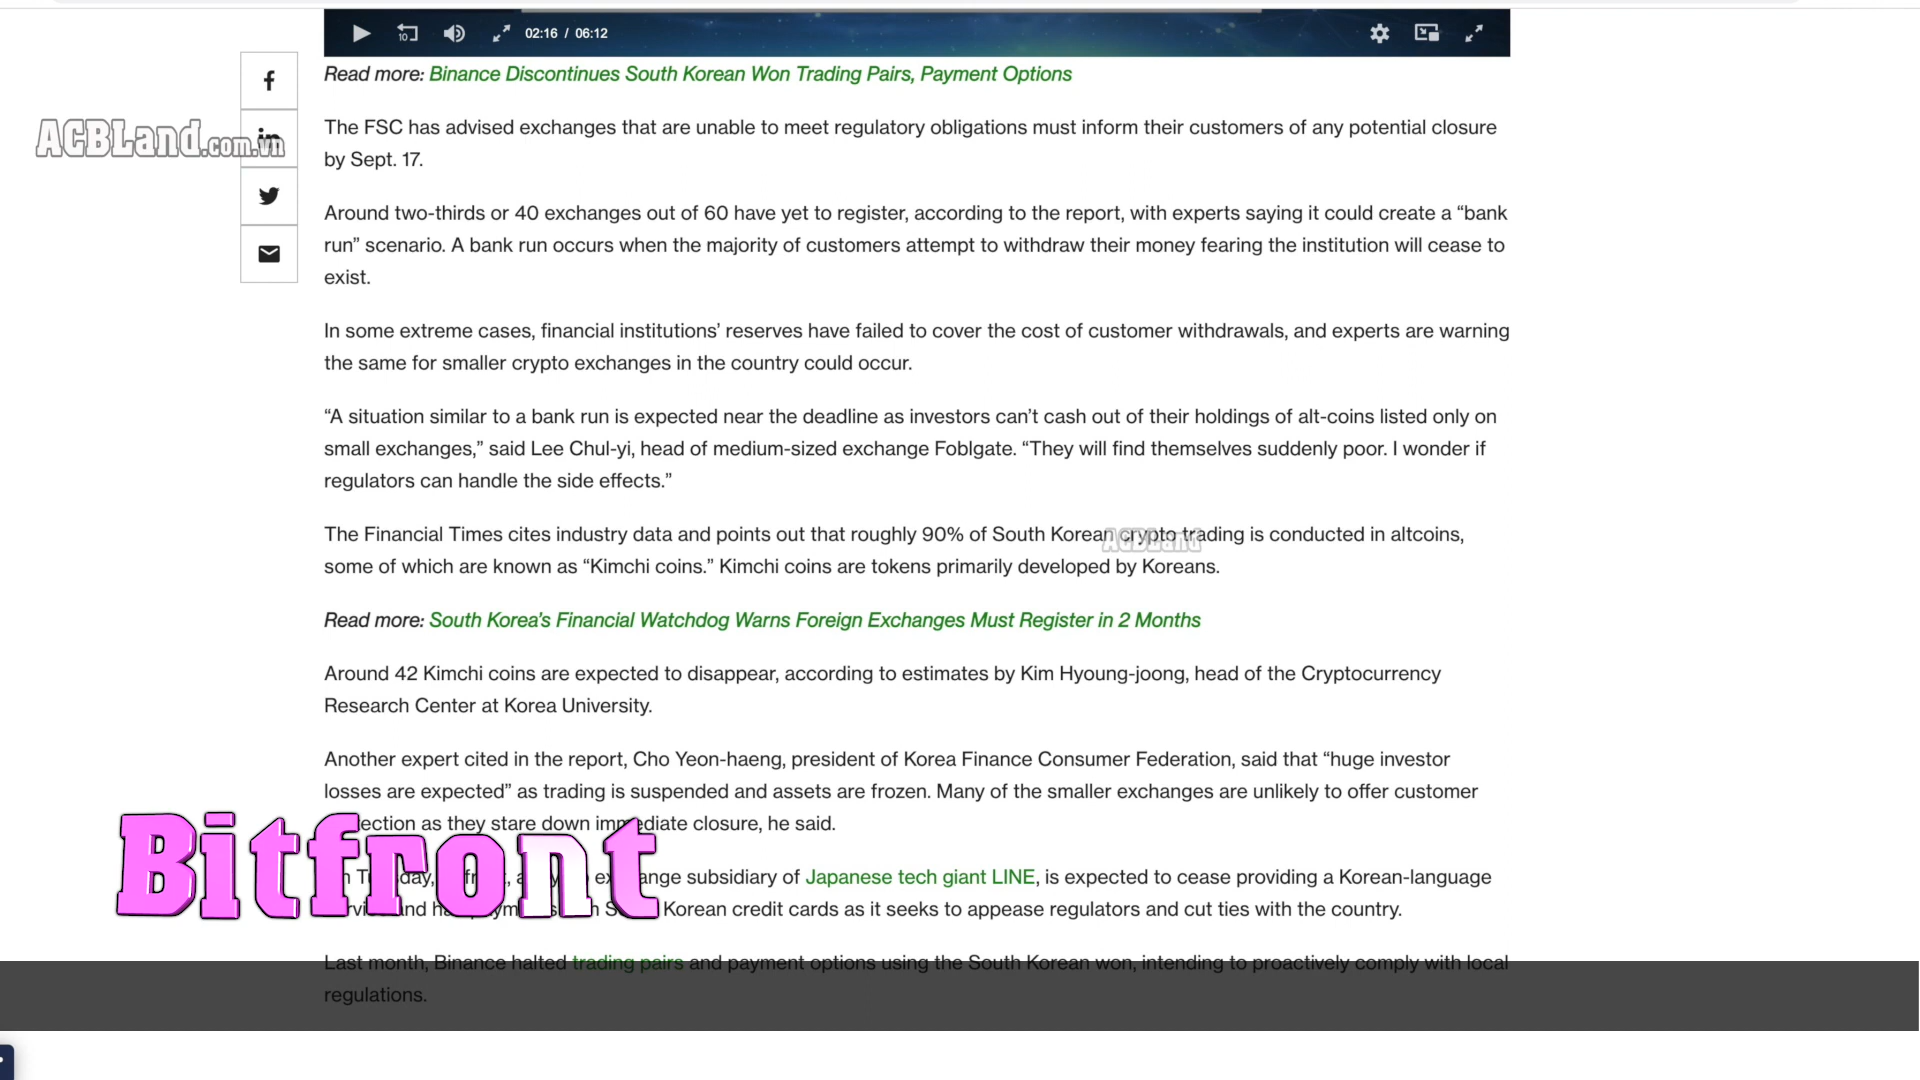 10
02:16 / 06:12
Read more: Binance Discontinues South Korean Won Trading Pairs, Payment Options
The FSC has advised exchanges that are unable to meet regulatory obligations must inform their customers of any potential closure
by Sept. 17.
ACBLand.com.vn
Around two-thirds or 40 exchanges out of 60 have yet to register, according to the report, with experts saying it could create a “bank
run” scenario. A bank run occurs when the majority of customers attempt to withdraw their money fearing the institution will cease to
exist.
In some extreme cases, financial institutions’ reserves have failed to cover the cost of customer withdrawals, and experts are warning
the same for smaller crypto exchanges in the country could occur.
“A situation similar to a bank run is expected near the deadline as investors can’t cash out of their holdings of alt-coins listed only on
small exchanges,” said Lee Chul-yi, head of medium-sized exchange Foblgate. “They will find themselves suddenly poor. I wonder if
regulators can handle the side effects.”
The Financial Times cites industry data and points out that roughly 90% of South Korean crypto trading is conducted in altcoins,
ACBLand
some of which are known as “Kimchi coins.” Kimchi coins are tokens primarily developed by Koreans.
Read more: South Korea’s Financial Watchdog Warns Foreign Exchanges Must Register in 2 Months
Around 42 Kimchi coins are expected to disappear, according to estimates by Kim Hyoung-joong, head of the Cryptocurrency
Research Center at Korea University.
Another expert cited in the report, Cho Yeon-haeng, president of Korea Finance Consumer Federation, said that “huge investor
losses are expected” as trading is suspended and assets are frozen. Many of the smaller exchanges are unlikely to offer customer
as they stare down immediate closure, he said.
Bitfront
subsidiary of Japanese tech giant LINE, is expected to cease providing a Korean-language
Korean credit cards as it seeks to appease regulators and cut ties with the country.
Last month, Binance halted trading pairs and payment options using the South Korean won, intending to proactively comply with local
regulations.